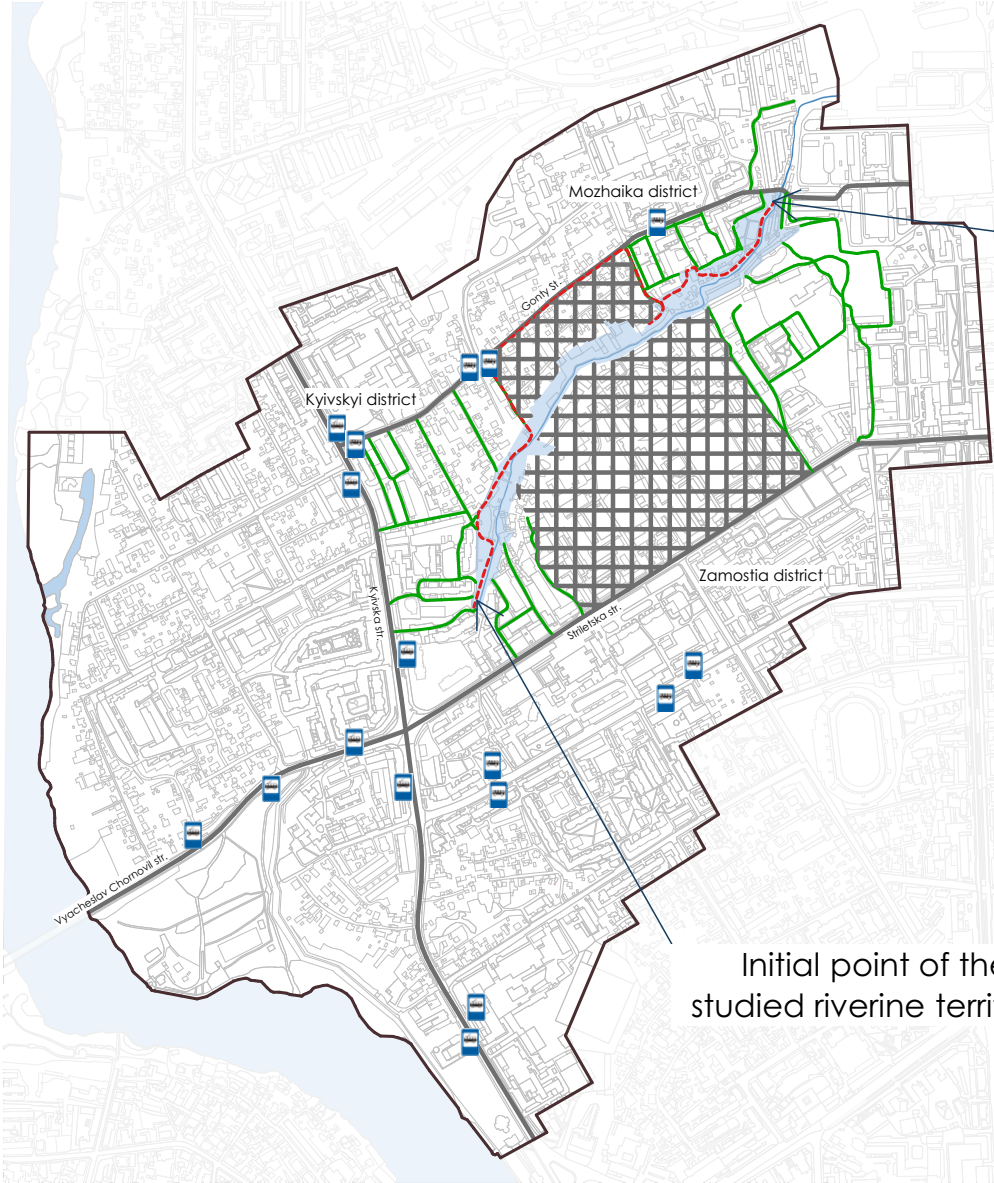 Mozhaika district
Gonty St.
Kyivskyi district
Kyivska str.
Zamostia district
Striletska str.
Vyacheslav Chornovil str.
Initial point of the
studied riverine terri